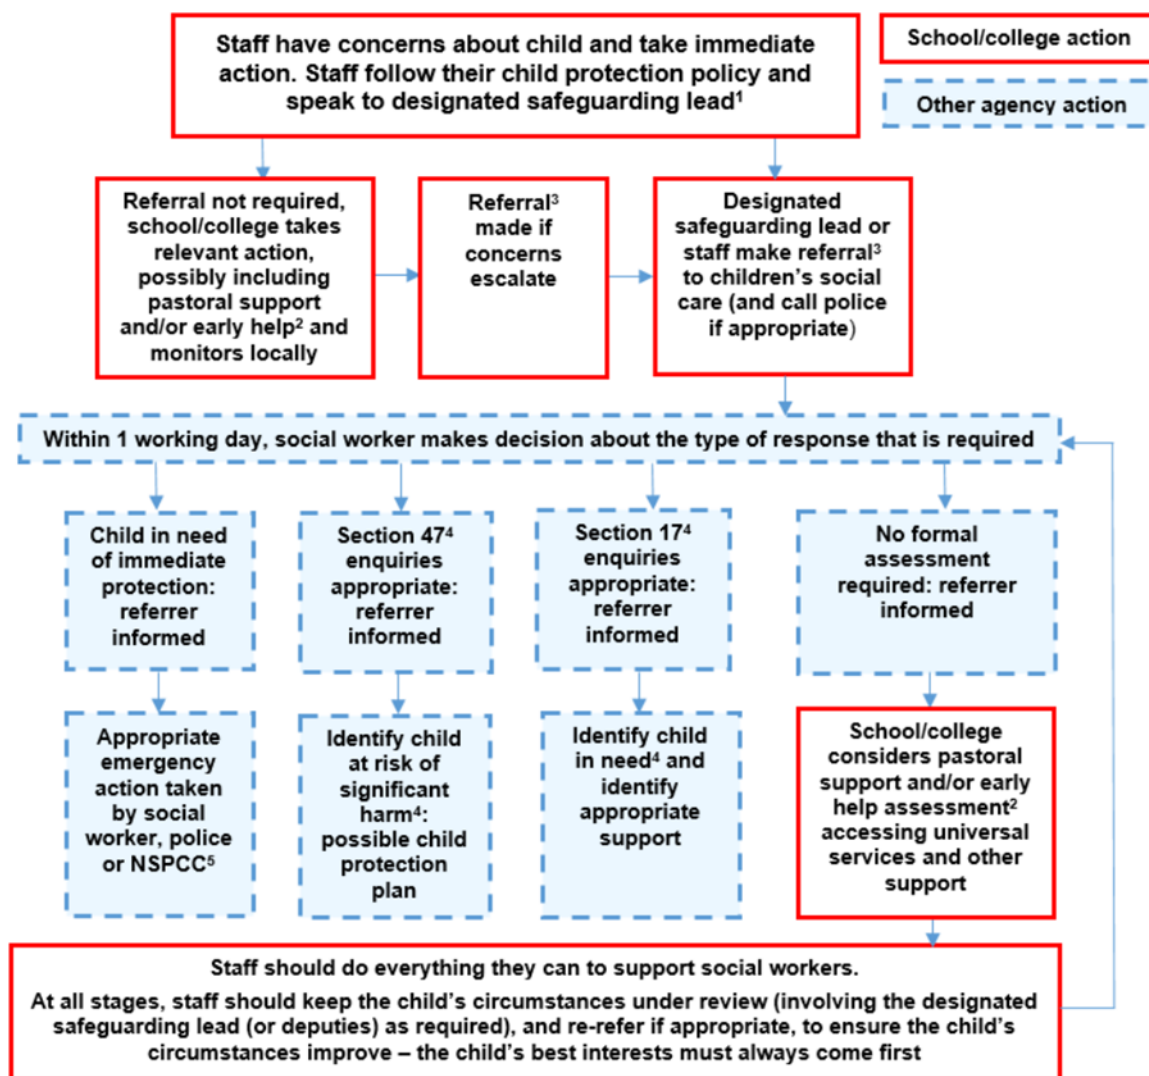 Staff have concerns about child and take immediate
action. Staff follow their child protection policy and
speak to designated safeguarding lead¹
School/college action
Other agency action
Referral not required,
school/college takes
relevant action,
possibly including
pastoral support
and/or early help² and
monitors locally
Referral³
made if
concerns
escalate
Designated
safeguarding lead or
staff make referral³
to children's social
care (and call police
if appropriate)
Within 1 working day, social worker makes decision about the type of response that is required
Child in need
of immediate
protection:
referrer
informed
Section 47⁴
enquiries
appropriate:
referrer
informed
Section 17⁴
enquiries
appropriate:
referrer
informed
No formal
assessment
required: referrer
informed
Appropriate
emergency
action taken
by social
worker, police
or NSPCC⁵
Identify child
at risk of
significant
harm⁴:
possible child
protection
plan
Identify child
in need⁴ and
identify
appropriate
support
School/college
considers pastoral
support and/or early
help assessment²
accessing universal
services and other
support
Staff should do everything they can to support social workers.
At all stages, staff should keep the child's circumstances under review (involving the designated
safeguarding lead (or deputies) as required), and re-refer if appropriate, to ensure the child's
circumstances improve – the child's best interests must always come first